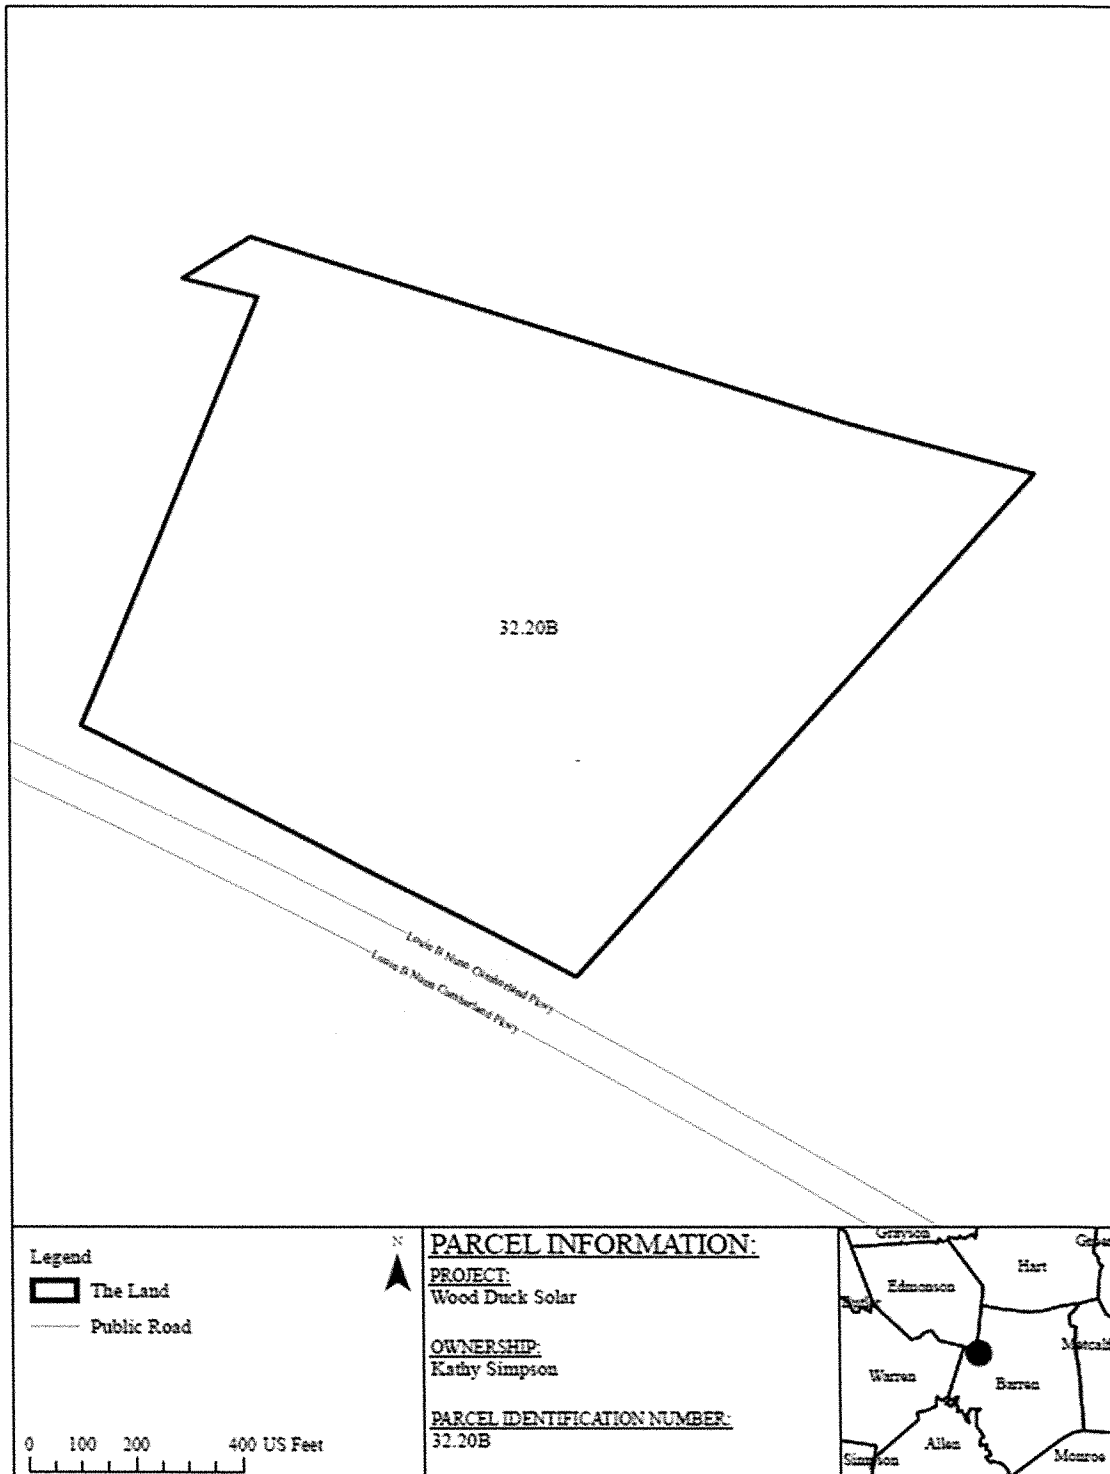 32.20B
Louie B Nunn Cumberland Pkwy
Louie B Nunn Cumberland Pkwy
Legend
The Land
Public Road
N
0 100 200 400 US Feet
PARCEL INFORMATION:
PROJECT:
Wood Duck Solar
OWNERSHIP:
Kathy Simpson
PARCEL IDENTIFICATION NUMBER:
32.20B
Grayson
Hart
Edmonson
Metcalf
Warren
Barren
Allen
Simpson
Monroe